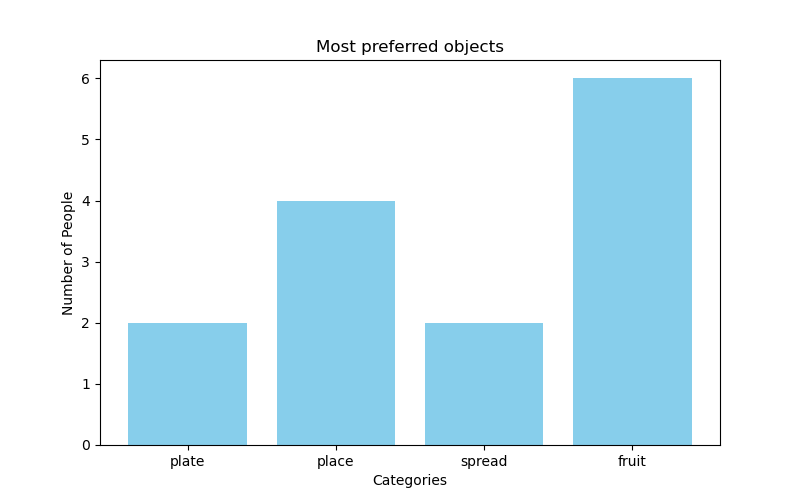 Most preferred objects
6
5
4
3
2
1
0
Number of People
plate place spread fruit
Categories